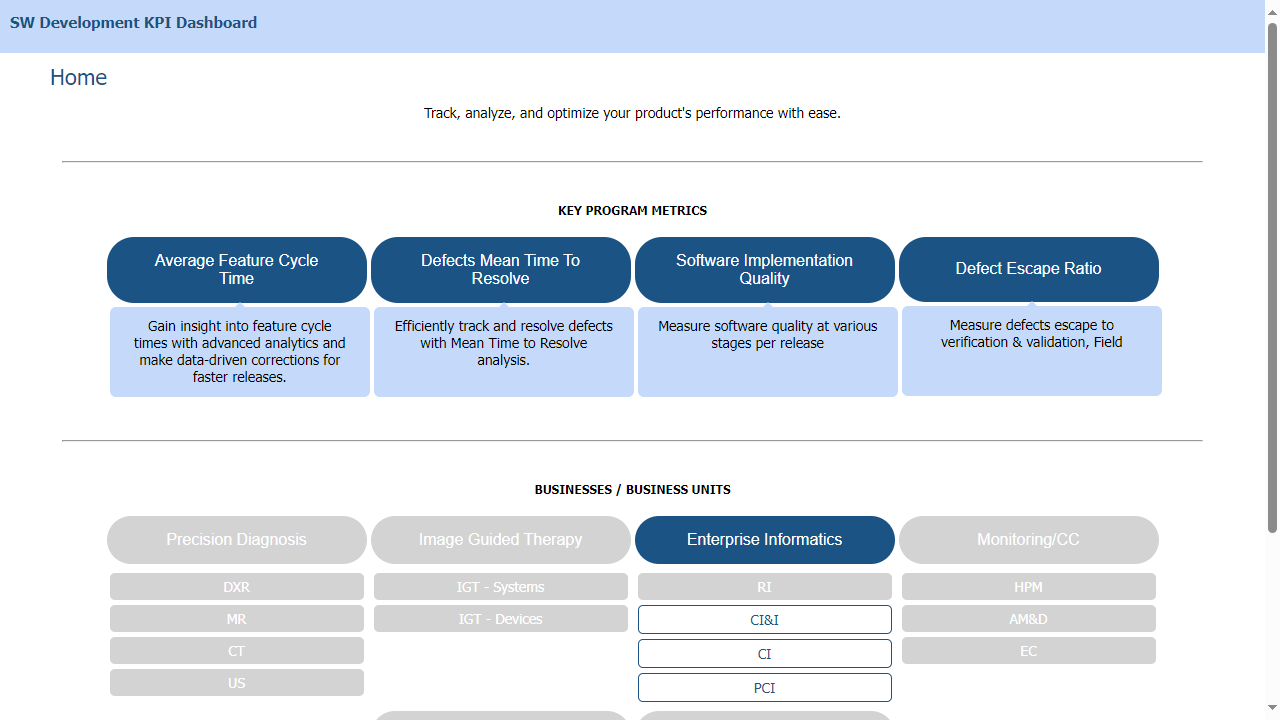 SW Development KPI Dashboard
Home
Track, analyze, and optimize your product's performance with ease.
KEY PROGRAM METRICS
Average Feature Cycle
Time
Gain insight into feature cycle
times with advanced analytics and
make data-driven corrections for
faster releases.
Defects Mean Time To
Resolve
Efficiently track and resolve defects
with Mean Time to Resolve
analysis.
Software Implementation
Quality
Measure software quality at various
stages per release
Defect Escape Ratio
Measure defects escape to
verification & validation, Field
BUSINESSES / BUSINESS UNITS
Precision Diagnosis
DXR
MR
CT
US
Image Guided Therapy
IGT - Systems
IGT - Devices
Enterprise Informatics
RI
CI&I
CI
PCI
Monitoring/CC
HPM
AM&D
EC